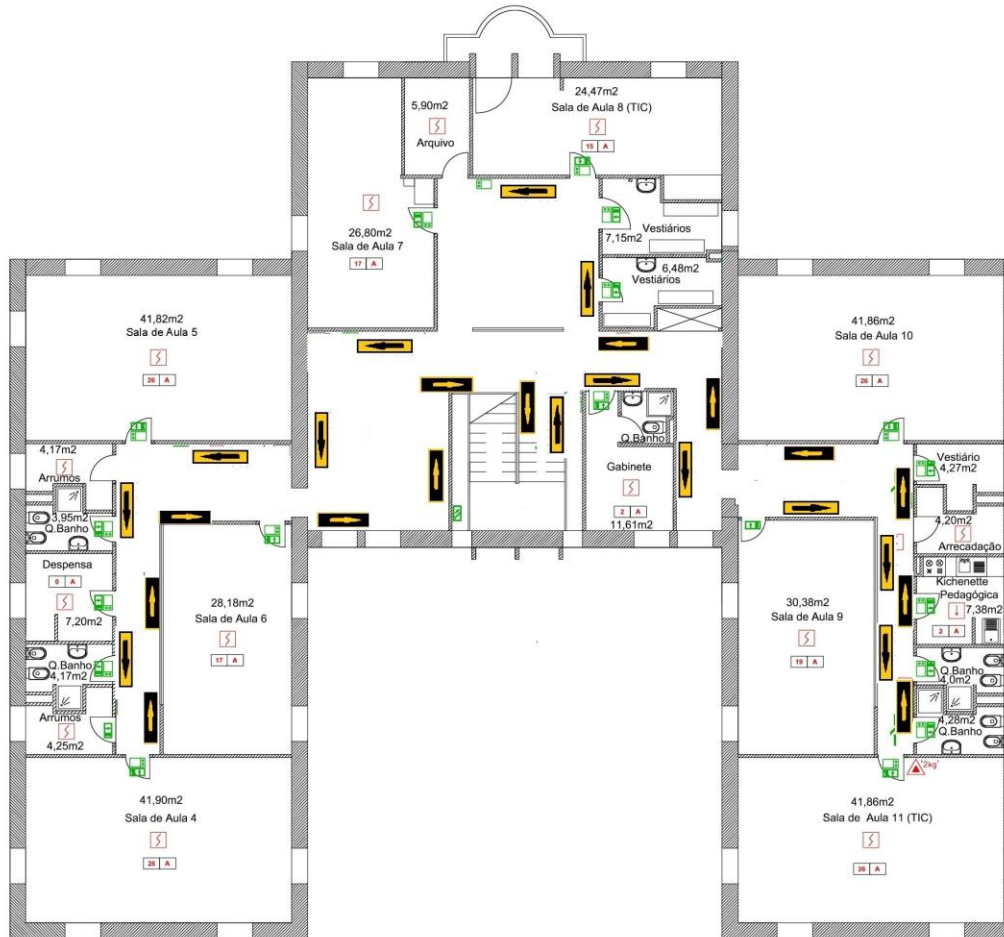 24,47m2
Sala de Aula 8 (TIC)
15 A
5,90m2
Arquivo
26,80m2
Sala de Aula 7
17 A
Vestiários
7,15m2
6,48m2
Vestiários
41,82m2
Sala de Aula 5
26 A
41,86m2
Sala de Aula 10
26 A
4,17m2
Arrumos
3,95m2
Q.Banho
Despensa
0 A
7,20m2
Q.Banho
4,17m2
Arrumos
4,25m2
28,18m2
Sala de Aula 6
17 A
Q.Banho
Gabinete
2 A
11,61m2
Vestiário
4,27m2
4,20m2
Arrecadação
Kichenette
Pedagógica
7,38m2
2 A
30,38m2
Sala de Aula 9
19 A
Q.Banho
4,0m2
4,28m2
Q.Banho
"2kg"
41,90m2
Sala de Aula 4
26 A
41,86m2
Sala de Aula 11 (TIC)
26 A